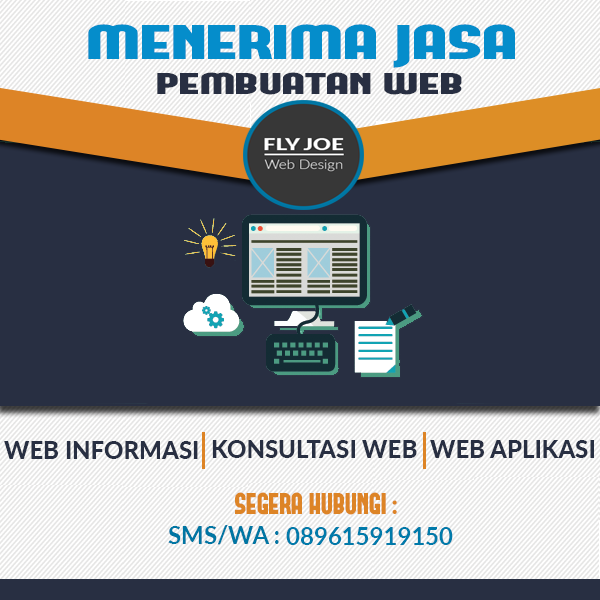 MENERIMA JASA
PEMBUATAN WEB
FLY JOE
Web Design
WEB INFORMASI
KONSULTASI WEB
WEB APLIKASI
SEGERA HUBUNGI :
SMS/WA : 089615919150